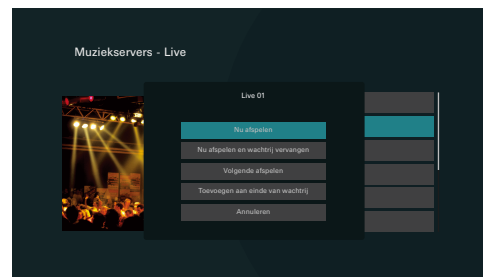 Muziekservers - Live
Live 01
Nu afspelen
Nu afspelen en wachtrij vervangen
Volgende afspelen
Toevoegen aan einde van wachtrij
Annuleren